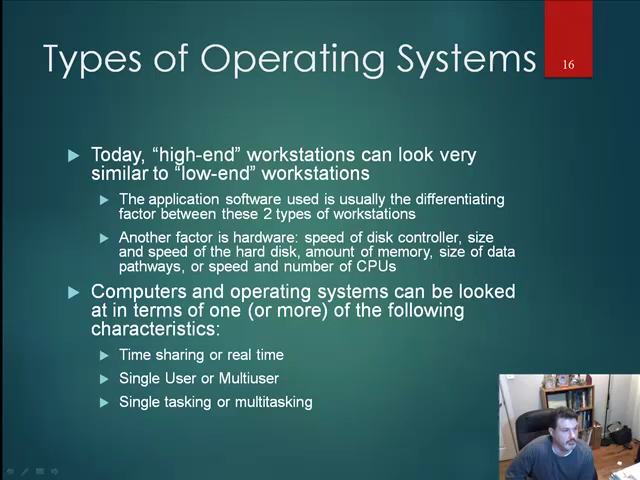 Types of Operating Systems
16
Today, "high-end" workstations can look very
similar to "low-end" workstations
The application software used is usually the differentiating
factor between these 2 types of workstations
Another factor is hardware: speed of disk controller, size
and speed of the hard disk, amount of memory, size of data
pathways, or speed and number of CPUs
Computers and operating systems can be looked
at in terms of one (or more) of the following
characteristics:
Time sharing or real time
Single User or Multiuser
Single tasking or multitasking